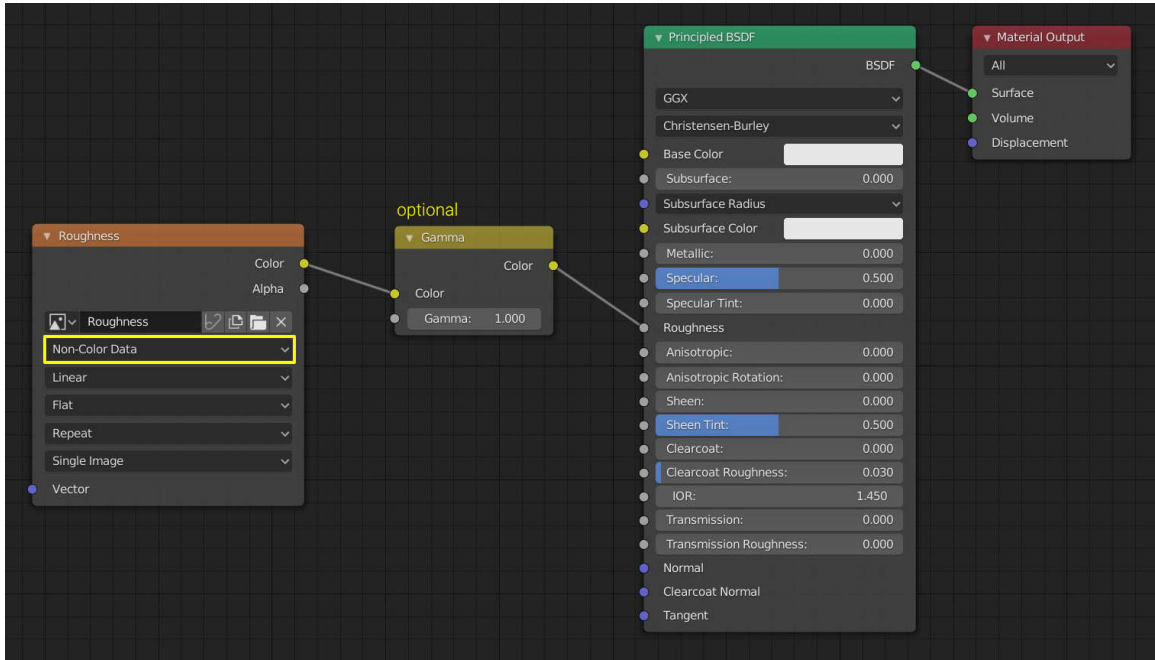 Roughness
Color
Alpha
Roughness
Non-Color Data
Linear
Flat
Repeat
Single Image
Vector
optional
Gamma
Color
Color
Gamma: 1.000
Principled BSDF
BSDF
GGX
Christensen-Burley
Base Color
Subsurface: 0.000
Subsurface Radius
Subsurface Color
Metallic: 0.000
Specular: 0.500
Specular Tint: 0.000
Roughness
Anisotropic: 0.000
Anisotropic Rotation: 0.000
Sheen: 0.000
Sheen Tint: 0.500
Clearcoat: 0.000
Clearcoat Roughness: 0.030
IOR: 1.450
Transmission: 0.000
Transmission Roughness: 0.000
Normal
Clearcoat Normal
Tangent
Material Output
All
Surface
Volume
Displacement